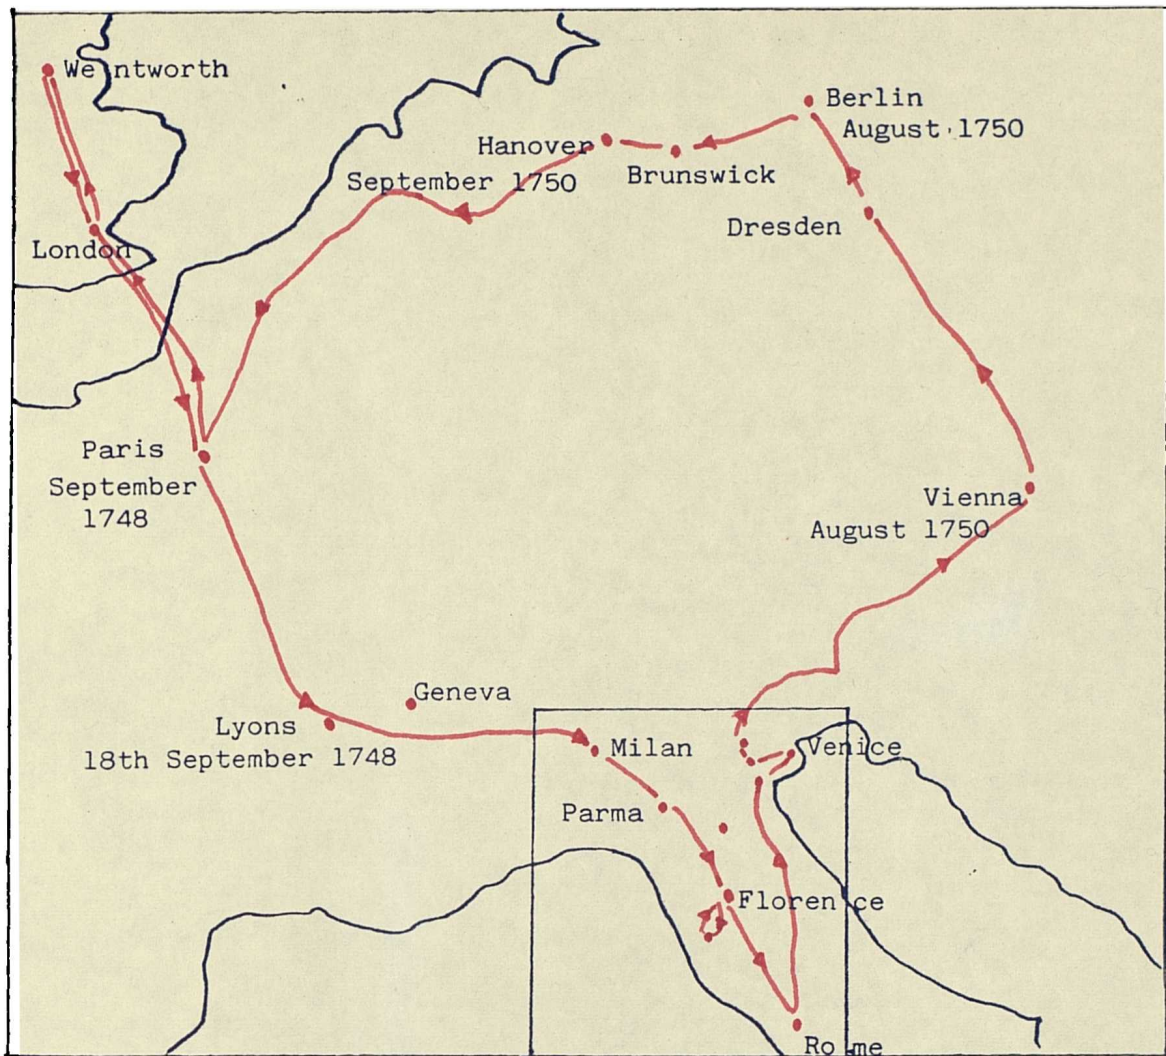 Wentworth
Berlin
August 1750
Hanover
September 1750
Brunswick
Dresden
London
Paris
September
1748
Vienna
August 1750
Geneva
Lyons
18th September 1748
Milan
Venice
Parma
Florence
Rome